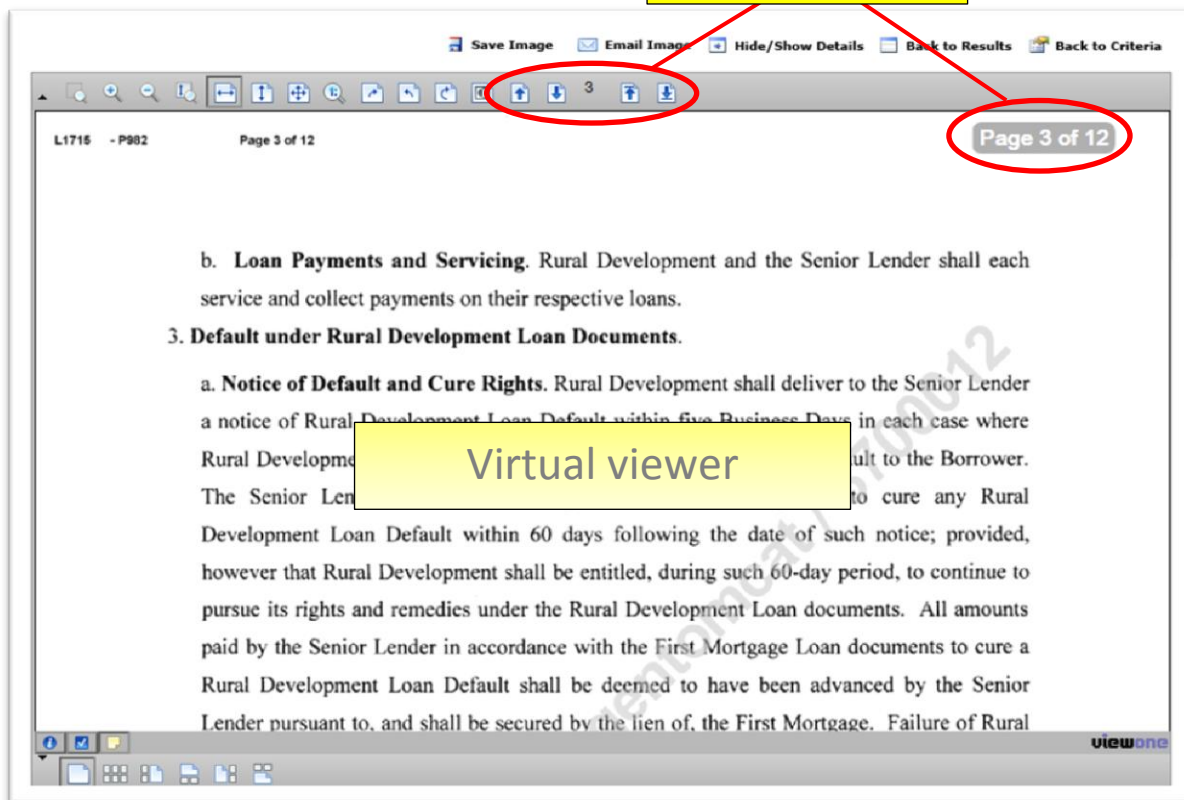 Save Image Email Image Hide/Show Details Back to Results Back to Criteria
3
L1715 - P982 Page 3 of 12
Page 3 of 12
b. Loan Payments and Servicing. Rural Development and the Senior Lender shall each
service and collect payments on their respective loans.
3. Default under Rural Development Loan Documents.
a. Notice of Default and Cure Rights. Rural Development shall deliver to the Senior Lender
a notice of Rural Development Loan Default within five Business Days in each case where
Rural Developme ult to the Borrower.
Virtual viewer
The Senior Len to cure any Rural
Development Loan Default within 60 days following the date of such notice; provided,
however that Rural Development shall be entitled, during such 60-day period, to continue to
pursue its rights and remedies under the Rural Development Loan documents. All amounts
paid by the Senior Lender in accordance with the First Mortgage Loan documents to cure a
Rural Development Loan Default shall be deemed to have been advanced by the Senior
Lender pursuant to, and shall be secured by the lien of, the First Mortgage. Failure of Rural
viewone